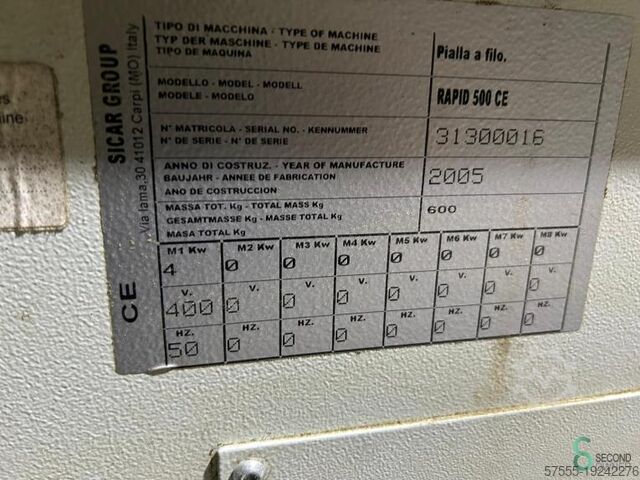 SICAR GROUP
Via lama,30 41012 Carpi (MO) Italy
CE
TIPO DI MACCHINA - TYPE OF MACHINE
TYP DER MASCHINE - TYPE DE MACHINE
TIPO DE MAQUINA
Pialla a filo.
MODELLO - MODEL - MODELL
MODELE - MODELO
RAPID 500 CE
N° MATRICOLA - SERIAL NO. - KENNUMMER
N° DE SERIE - N° DE SERIE
31300016
ANNO DI COSTRUZ. - YEAR OF MANUFACTURE
BAUJAHR - ANNEE DE FABRICATION
ANO DE COSTRUCCION
2005
MASSA TOT. Kg - TOTAL MASS Kg
GESAMTMASSE Kg - MASSE TOTAL Kg
MASA TOTAL Kg
600
M1 Kw M2 Kw M3 Kw M4 Kw M5 Kw M6 Kw M7 Kw M8 Kw
4 0 0 0 0 0 0 0
V. V. V. V. V. V. V. V.
400 0 0 0 0 0 0 0
HZ. HZ. HZ. HZ. HZ. HZ. HZ. HZ.
50 0 0 0 0 0 0 0
SECOND
57555-19242276